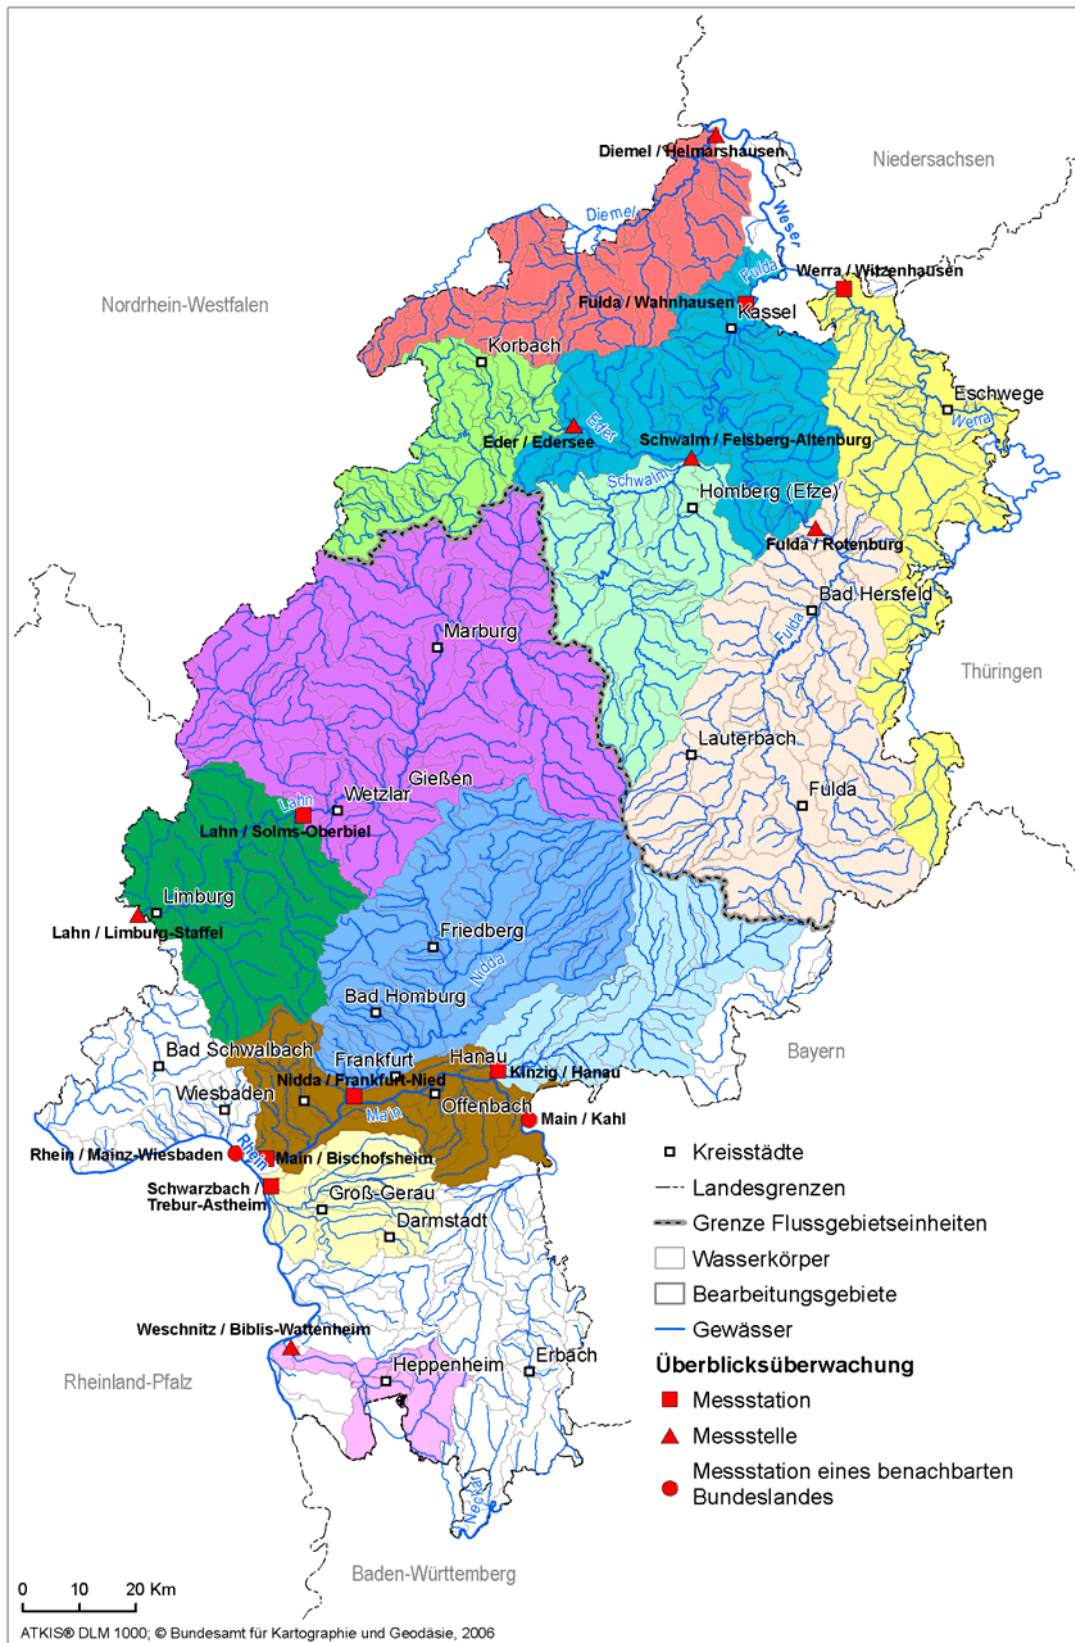 Niedersachsen
Diemel / Helmarshausen
Diemel
Weser
Nordrhein-Westfalen
Fulda
Werra / Witzenhausen
Fulda / Wahnhausen
Kassel
Korbach
Eschwege
Werra
Eder
Eder / Edersee
Schwalm / Felsberg-Altenburg
Schwalm
Homberg (Efze)
Fulda / Rotenburg
Bad Hersfeld
Fulda
Marburg
Thüringen
Lauterbach
Gießen
Fulda
Lahn
Wetzlar
Lahn / Solms-Oberbiel
Limburg
Lahn / Limburg-Staffel
Friedberg
Nidda
Bad Homburg
Bad Schwalbach
Frankfurt
Hanau
Kinzig / Hanau
Bayern
Nidda / Frankfurt-Nied
Wiesbaden
Offenbach
Main
Main / Kahl
Rhein / Mainz-Wiesbaden
Rhein
Main / Bischofsheim
Schwarzbach /
Trebur-Astheim
Groß-Gerau
Darmstadt
Weschnitz / Biblis-Wattenheim
Heppenheim
Erbach
Rheinland-Pfalz
Neckar
Baden-Württemberg
Kreisstädte
Landesgrenzen
Grenze Flussgebietseinheiten
Wasserkörper
Bearbeitungsgebiete
Gewässer
Überblicksüberwachung
Messstation
Messstelle
Messstation eines benachbarten
Bundeslandes
0 10 20 Km
ATKIS® DLM 1000; © Bundesamt für Kartographie und Geodäsie, 2006